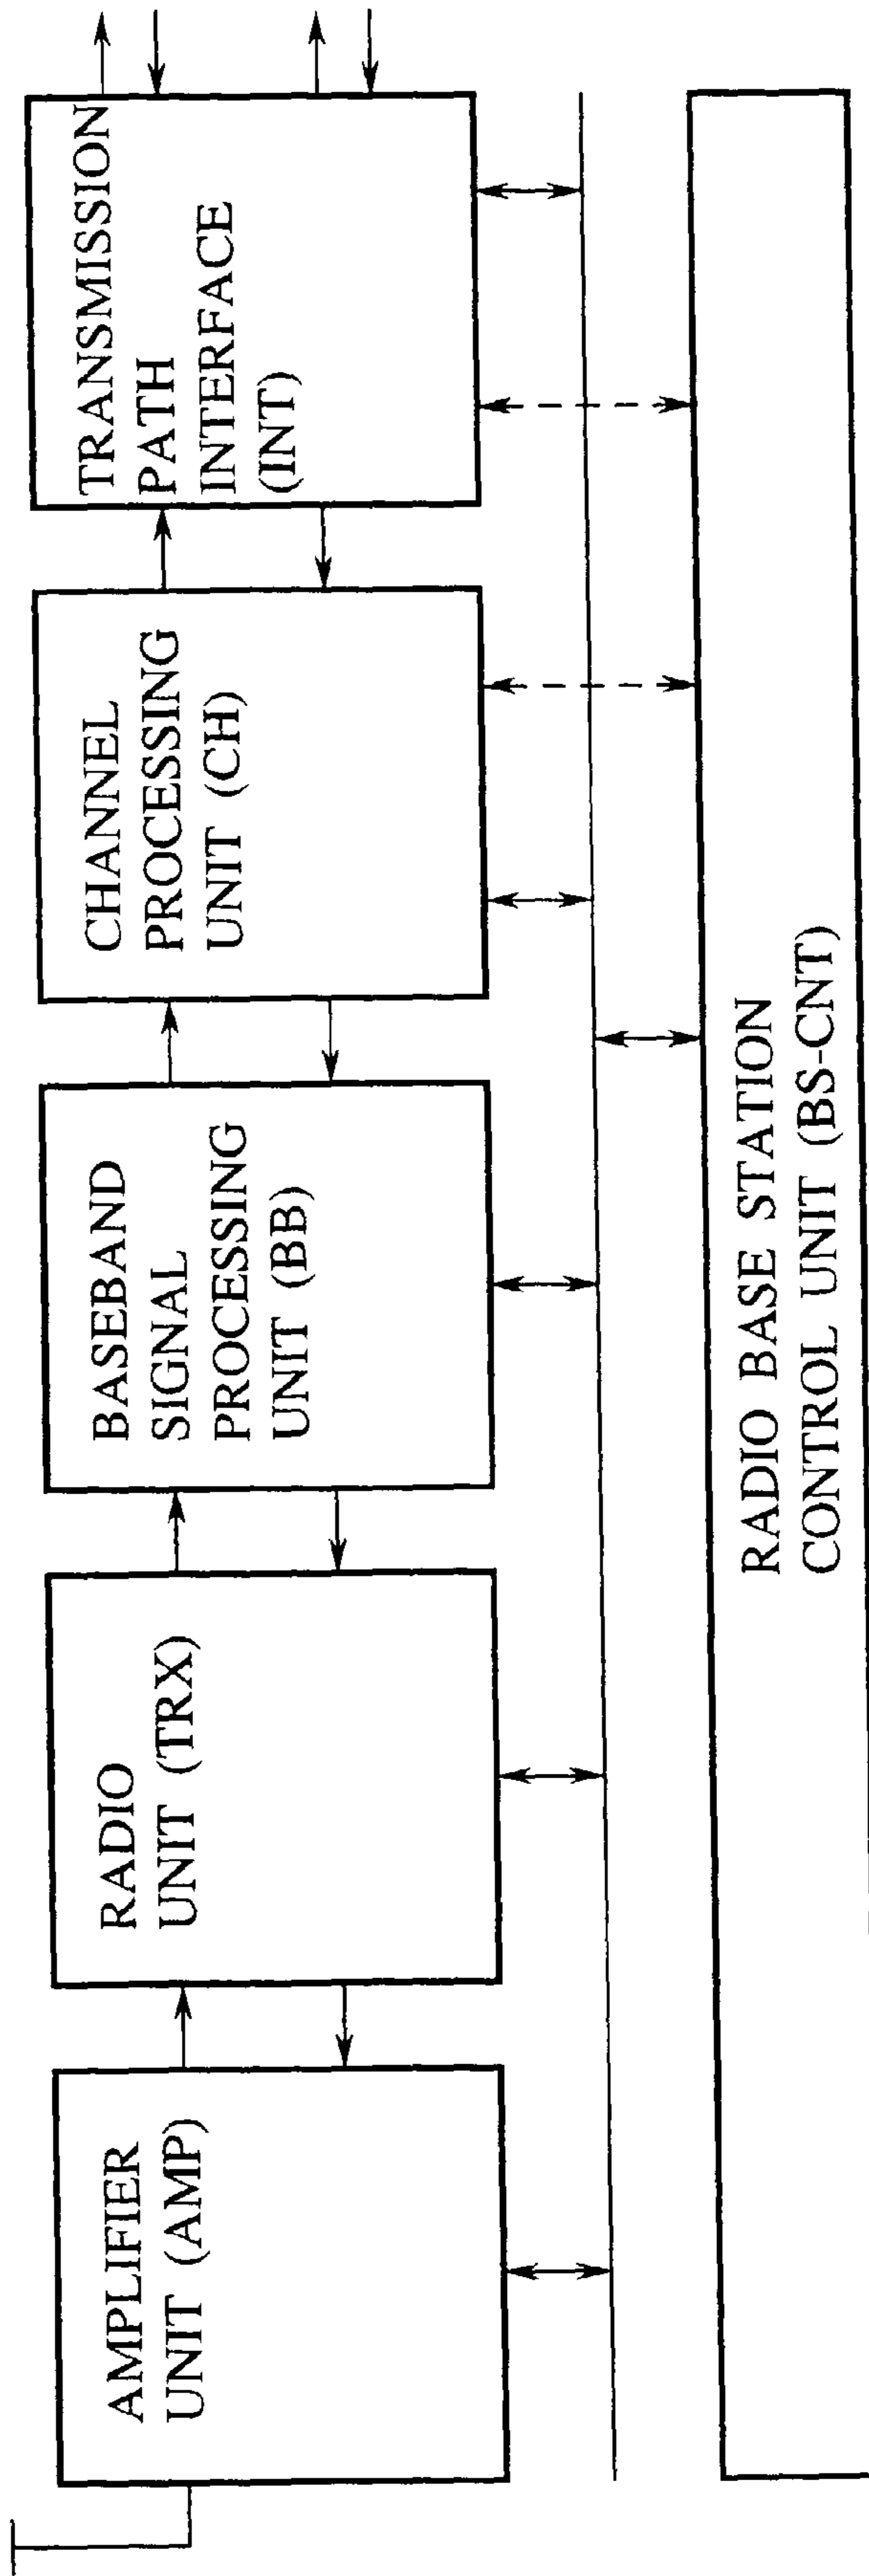 AMPLIFIER
UNIT (AMP)
RADIO
UNIT (TRX)
BASEBAND
SIGNAL
PROCESSING
UNIT (BB)
CHANNEL
PROCESSING
UNIT (CH)
TRANSMISSION
PATH
INTERFACE
(INT)
RADIO BASE STATION
CONTROL UNIT (BS-CNT)